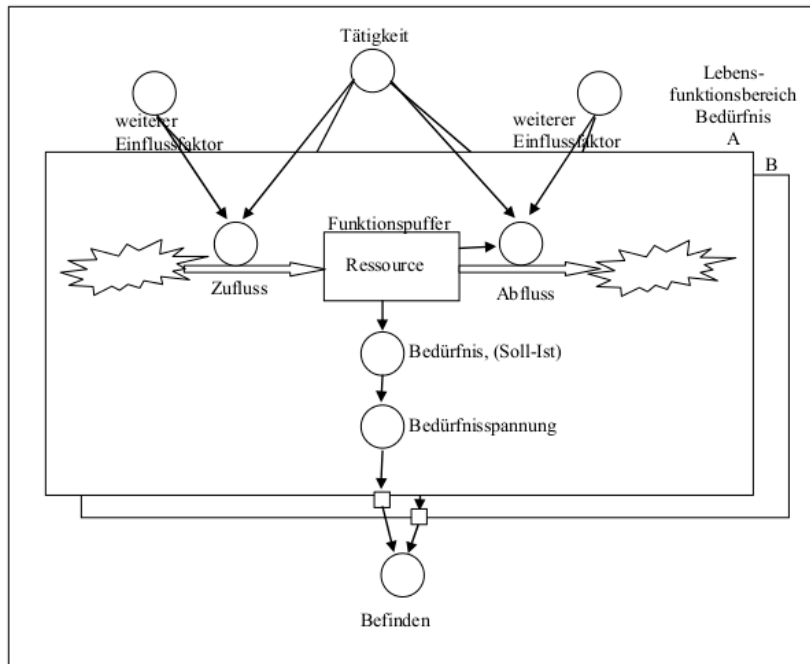 Tätigkeit
Lebens-
funktionsbereich
Bedürfnis
A
B
weiterer
Einflussfaktor
weiterer
Einflussfaktor
Funktionspuffer
Ressource
Zufluss
Abfluss
Bedürfnis, (Soll-Ist)
Bedürfnisspannung
Befinden